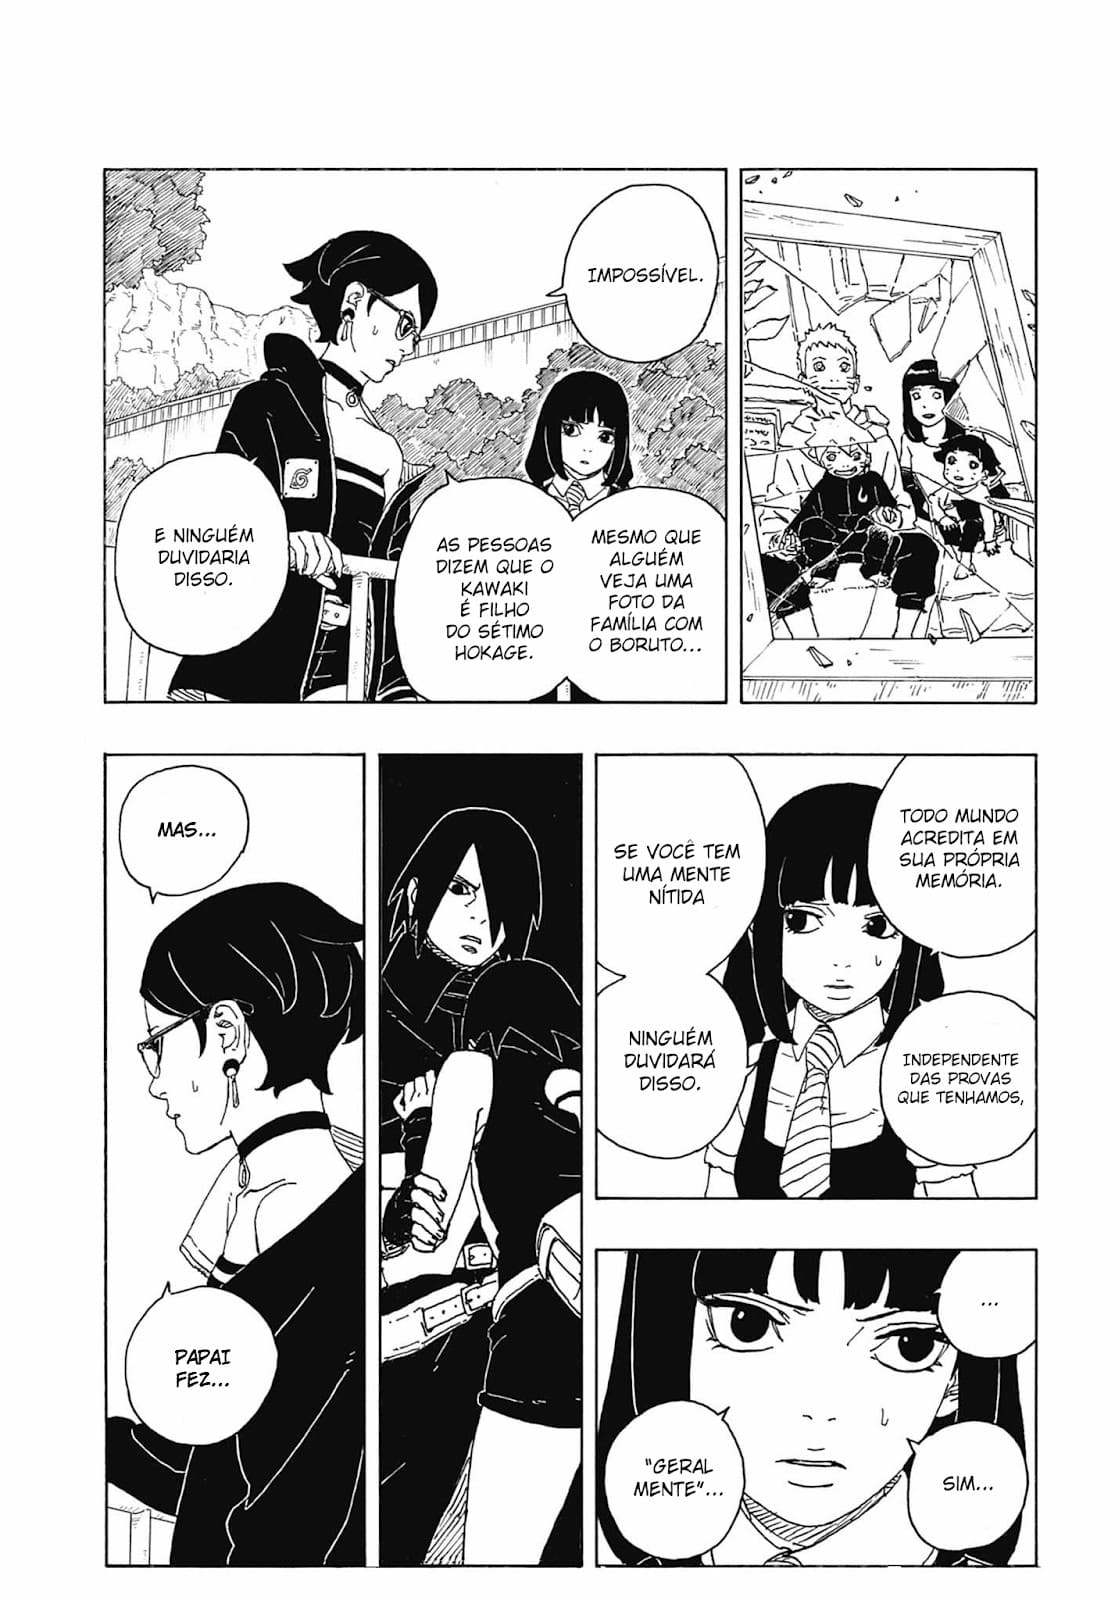 IMPOSSÍVEL.
MESMO QUE
ALGUÉM
VEJA UMA
FOTO DA
FAMÍLIA COM
O BORUTO...
AS PESSOAS
DIZEM QUE O
KAWAKI
É FILHO
DO SÉTIMO
HOKAGE.
E NINGUÉM
DUVIDARIA
DISSO.
TODO MUNDO
ACREDITA EM
SUA PRÓPRIA
MEMÓRIA.
INDEPENDENTE
DAS PROVAS
QUE TENHAMOS,
SE VOCÊ TEM
UMA MENTE
NÍTIDA
NINGUÉM
DUVIDARÁ
DISSO.
...
SIM...
"GERAL
MENTE"...
MAS...
PAPAI
FEZ...